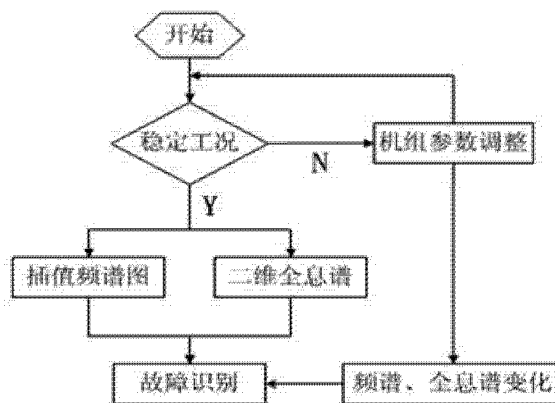 开始
稳定工况
N
机组参数调整
Y
插值频谱图
二维全息谱
故障识别
频谱、全息谱变化